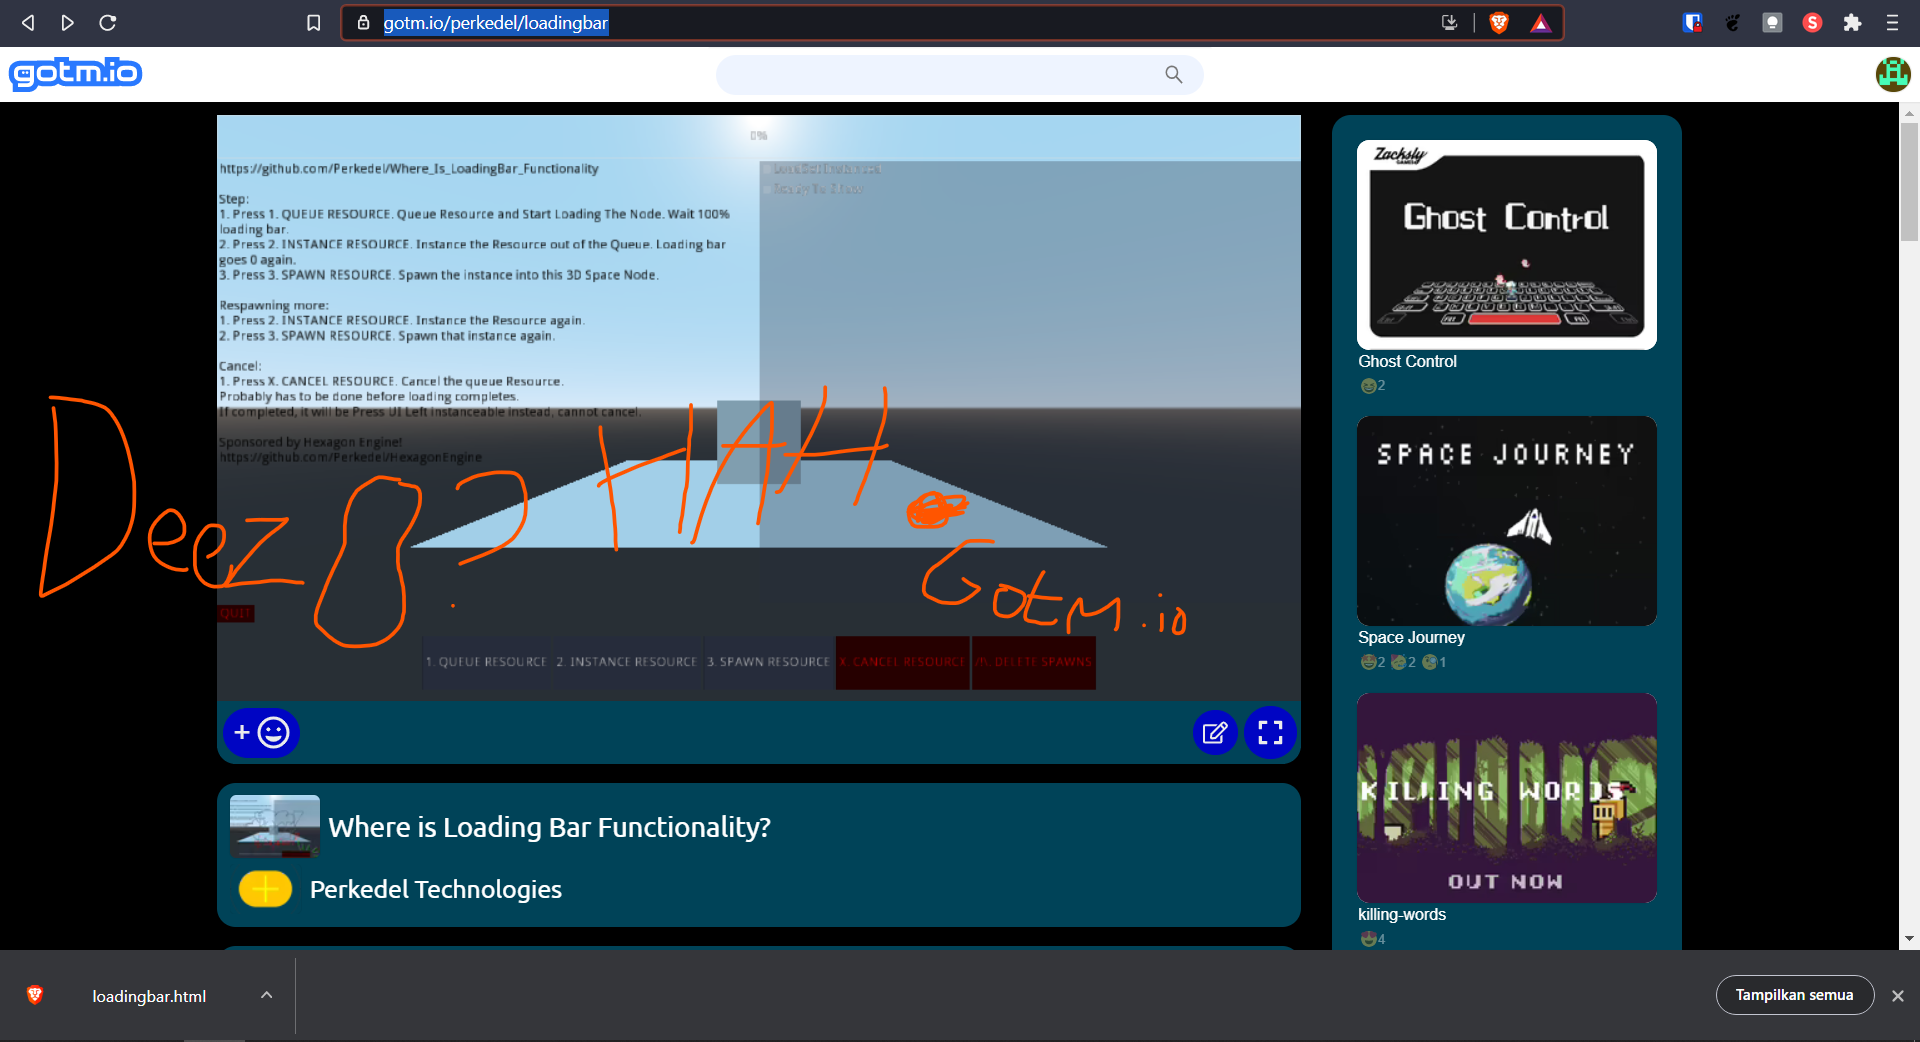 gotm.io/perkedel/loadingbar
S
gotm.io
0%
https://github.com/Perkedel/Where_Is_LoadingBar_Functionality
Step:
1. Press 1. QUEUE RESOURCE. Queue Resource and Start Loading The Node. Wait 100%
loading bar.
2. Press 2. INSTANCE RESOURCE. Instance the Resource out of the Queue. Loading bar
goes 0 again.
3. Press 3. SPAWN RESOURCE. Spawn the instance into this 3D Space Node.
Respawning more:
1. Press 2. INSTANCE RESOURCE. Instance the Resource again.
2. Press 3. SPAWN RESOURCE. Spawn that instance again.
Cancel:
1. Press X. CANCEL RESOURCE. Cancel the queue Resource.
Probably has to be done before loading completes.
If completed, it will be Press UI Left instanceable instead, cannot cancel.
Sponsored by Hexagon Engine!
https://github.com/Perkedel/HexagonEngine
Deez 8? HAH.
Gotm.io
QUIT
1. QUEUE RESOURCE 2. INSTANCE RESOURCE 3. SPAWN RESOURCE X. CANCEL RESOURCE /!\. DELETE SPAWNS
Where is Loading Bar Functionality?
Perkedel Technologies
Zacksly
GAMES
Ghost Control
Ghost Control
2
SPACE JOURNEY
Space Journey
2 2 1
KILLING WORDS
OUT NOW
killing-words
4
loadingbar.html
Tampilkan semua